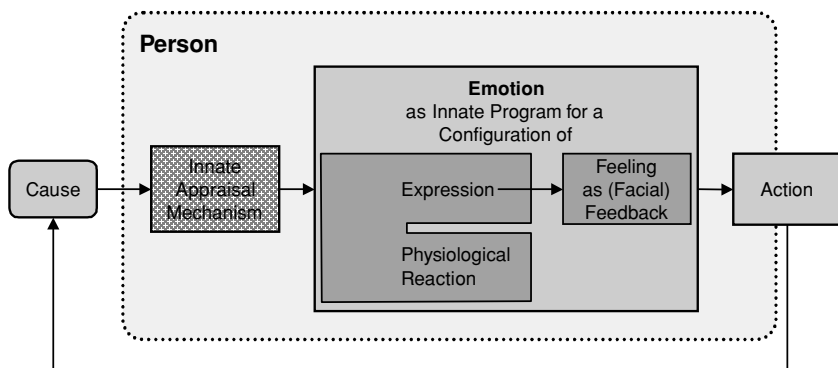 Person
Emotion
as Innate Program for a
Configuration of
Cause
Innate
Appraisal
Mechanism
Expression
Physiological
Reaction
Feeling
as (Facial)
Feedback
Action